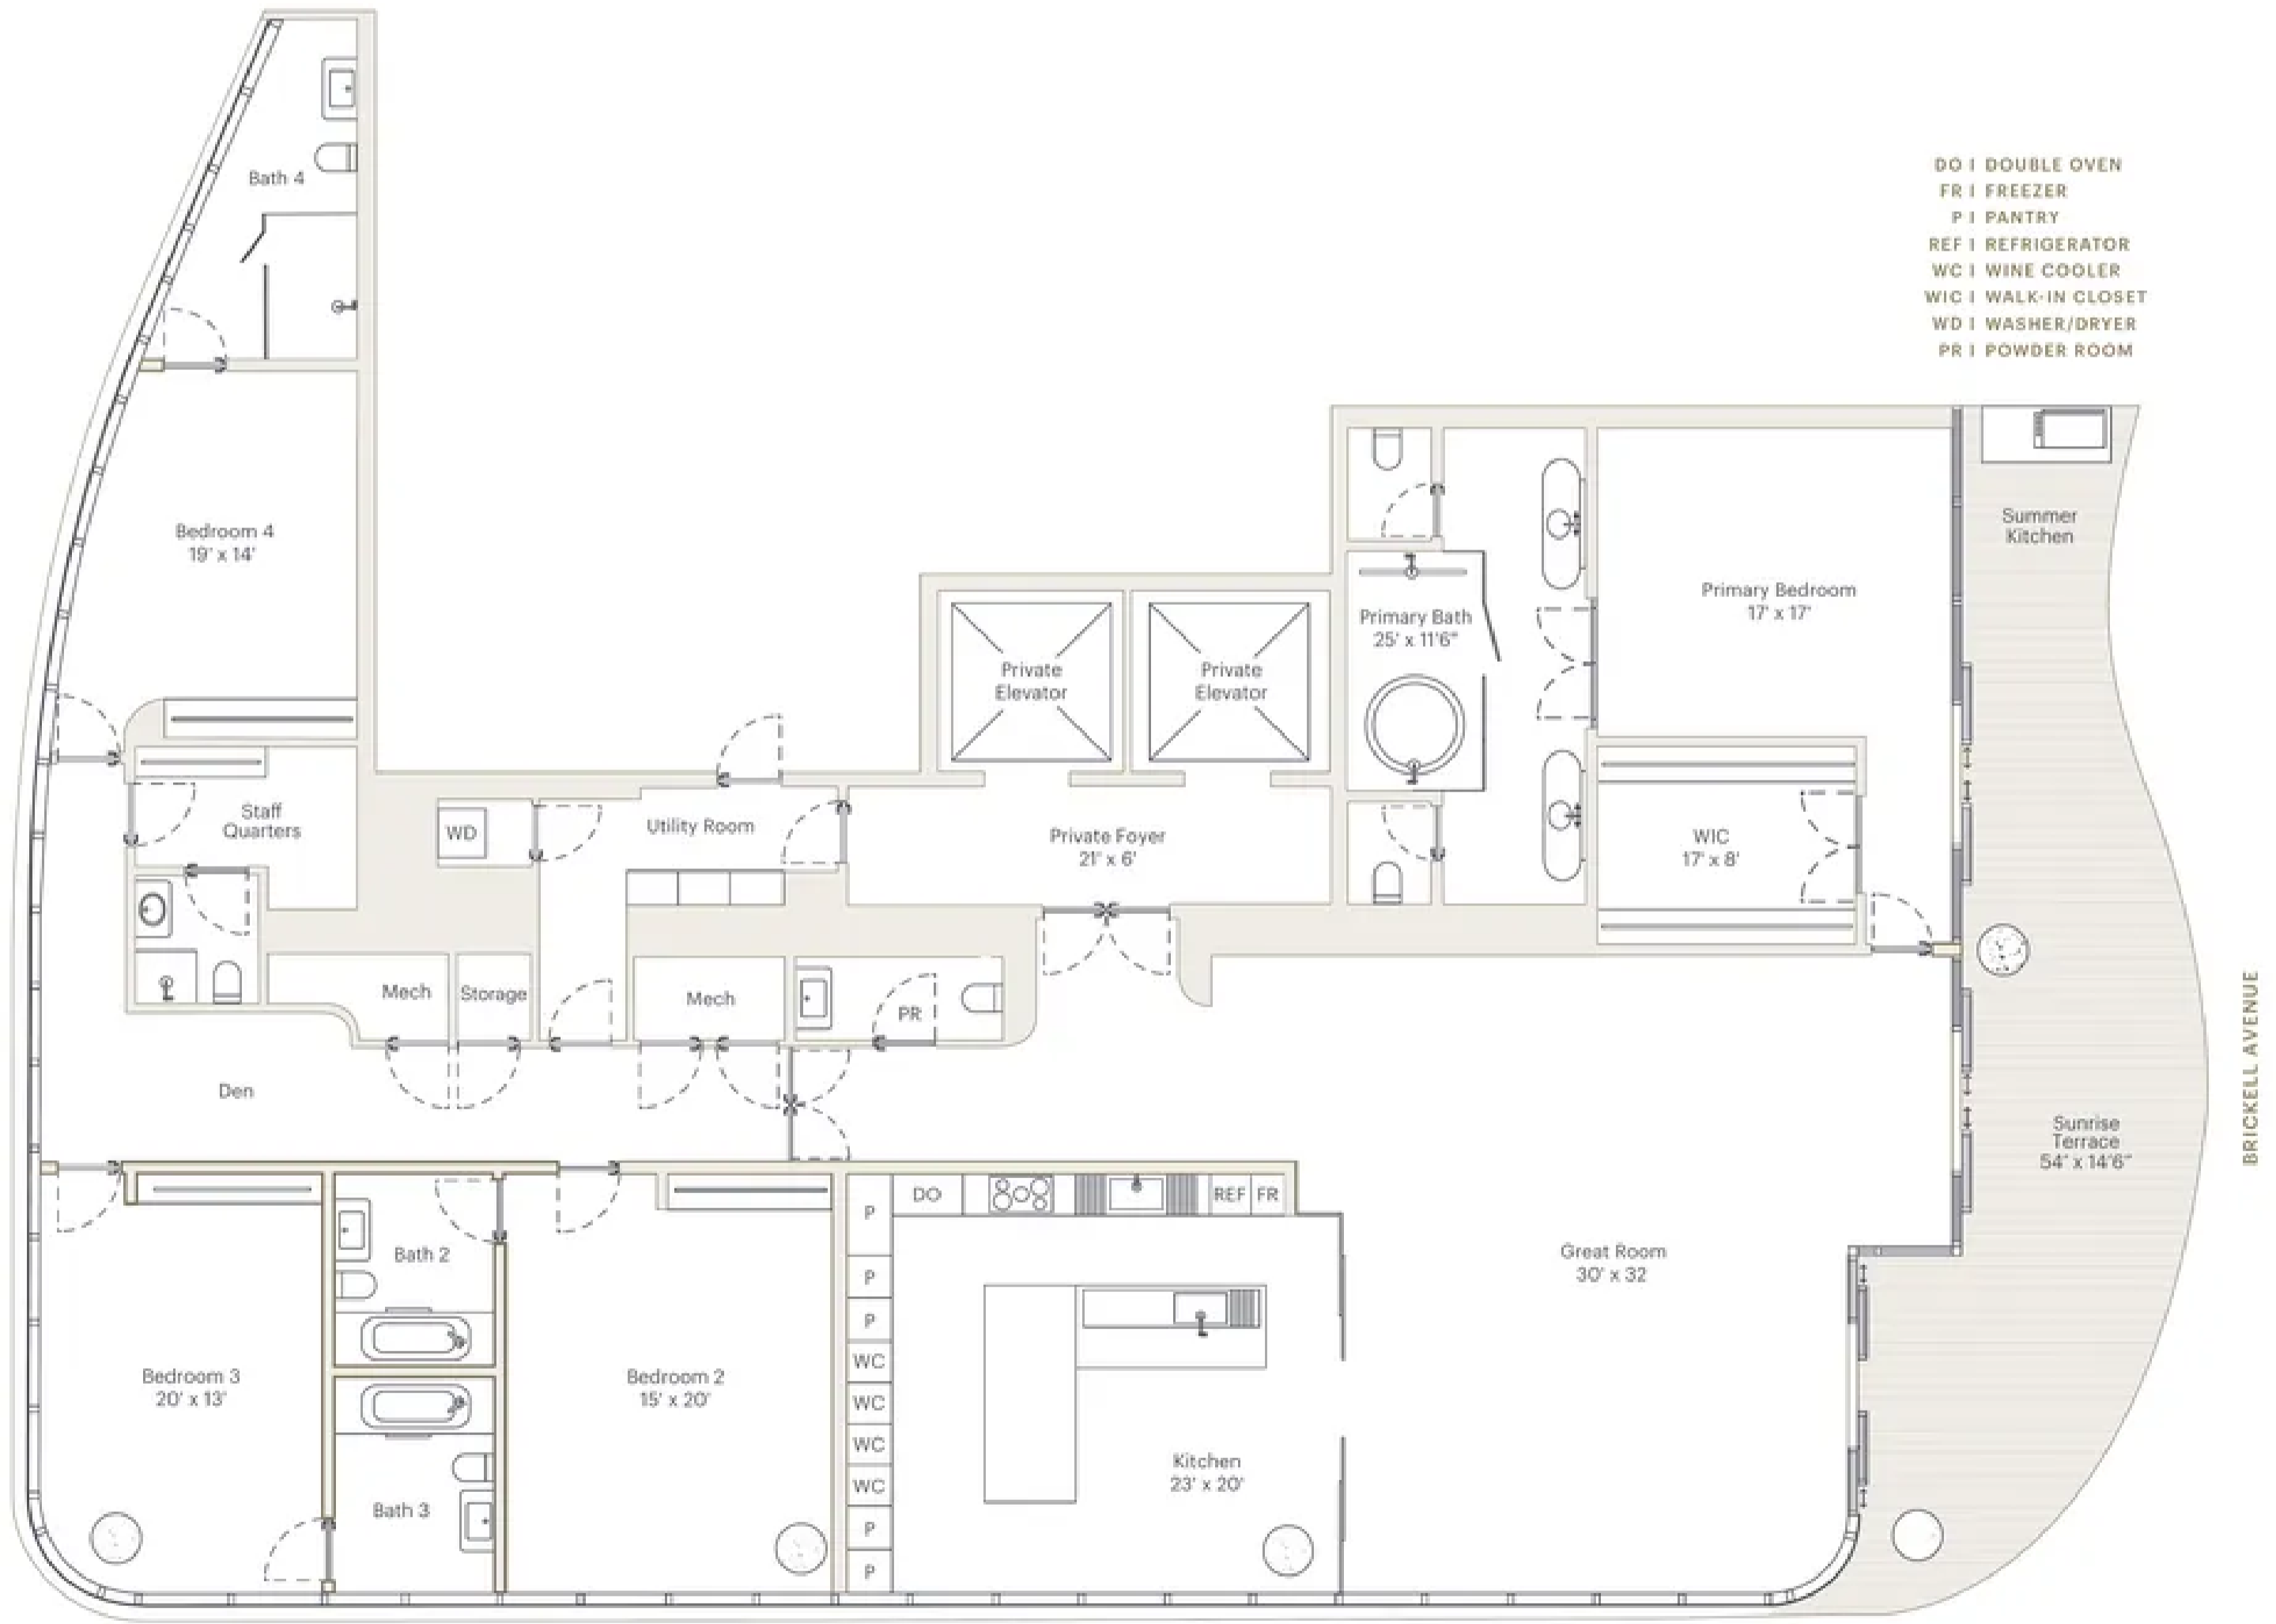 Bath 4
DO | DOUBLE OVEN
FR | FREEZER
P | PANTRY
REF | REFRIGERATOR
WC | WINE COOLER
WIC | WALK-IN CLOSET
WD | WASHER/DRYER
PR | POWDER ROOM
Bedroom 4
19' x 14'
Summer
Kitchen
Primary Bedroom
17' x 17'
Primary Bath
25' x 11'6"
Private
Elevator
Private
Elevator
Staff
Quarters
WD
Utility Room
Private Foyer
21' x 6'
WIC
17' x 8'
Mech
Storage
Mech
PR
Den
Sunrise
Terrace
54' x 14'6"
BRICKELL AVENUE
P
DO
REF
FR
Bath 2
Great Room
30' x 32
P
P
WC
Bedroom 3
20' x 13'
Bedroom 2
15' x 20'
WC
WC
Kitchen
23' x 20'
WC
Bath 3
P
P